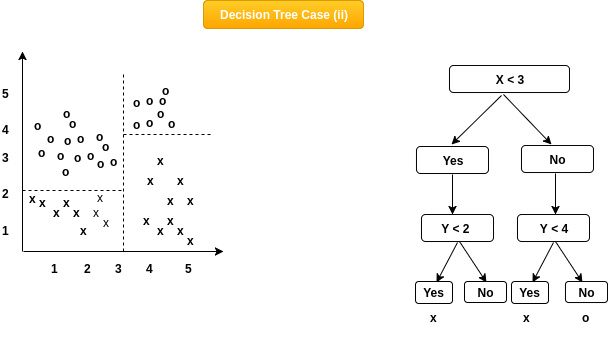 Decision Tree Case (ii)
5
4
3
2
1
1 2 3 4 5
X < 3
Yes No
Y < 2 Y < 4
Yes No Yes No
x x o